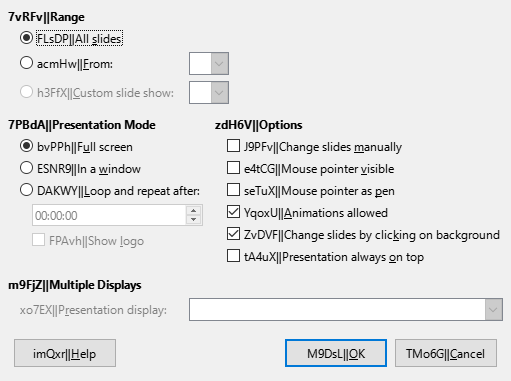 7vRFv||Range
FLsDP||All slides
acmHw||From:
h3FfX||Custom slide show:
7PBdA||Presentation Mode
bvPPh||Full screen
ESNR9||In a window
DAKWY||Loop and repeat after:
00:00:00
FPAvh||Show logo
zdH6V||Options
J9PFv||Change slides manually
e4tCG||Mouse pointer visible
seTuX||Mouse pointer as pen
YqoxU||Animations allowed
ZvDVF||Change slides by clicking on background
tA4uX||Presentation always on top
m9FjZ||Multiple Displays
xo7EX||Presentation display:
imQxr||Help
M9DsL||OK
TMo6G||Cancel